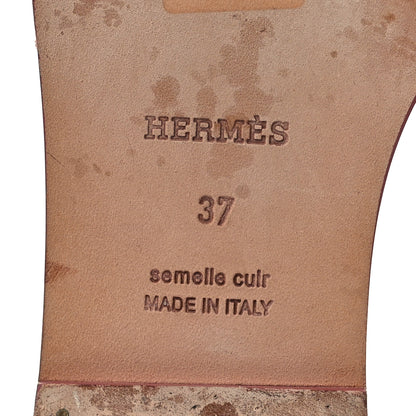 HERMÈS
37
semelle cuir
MADE IN ITALY